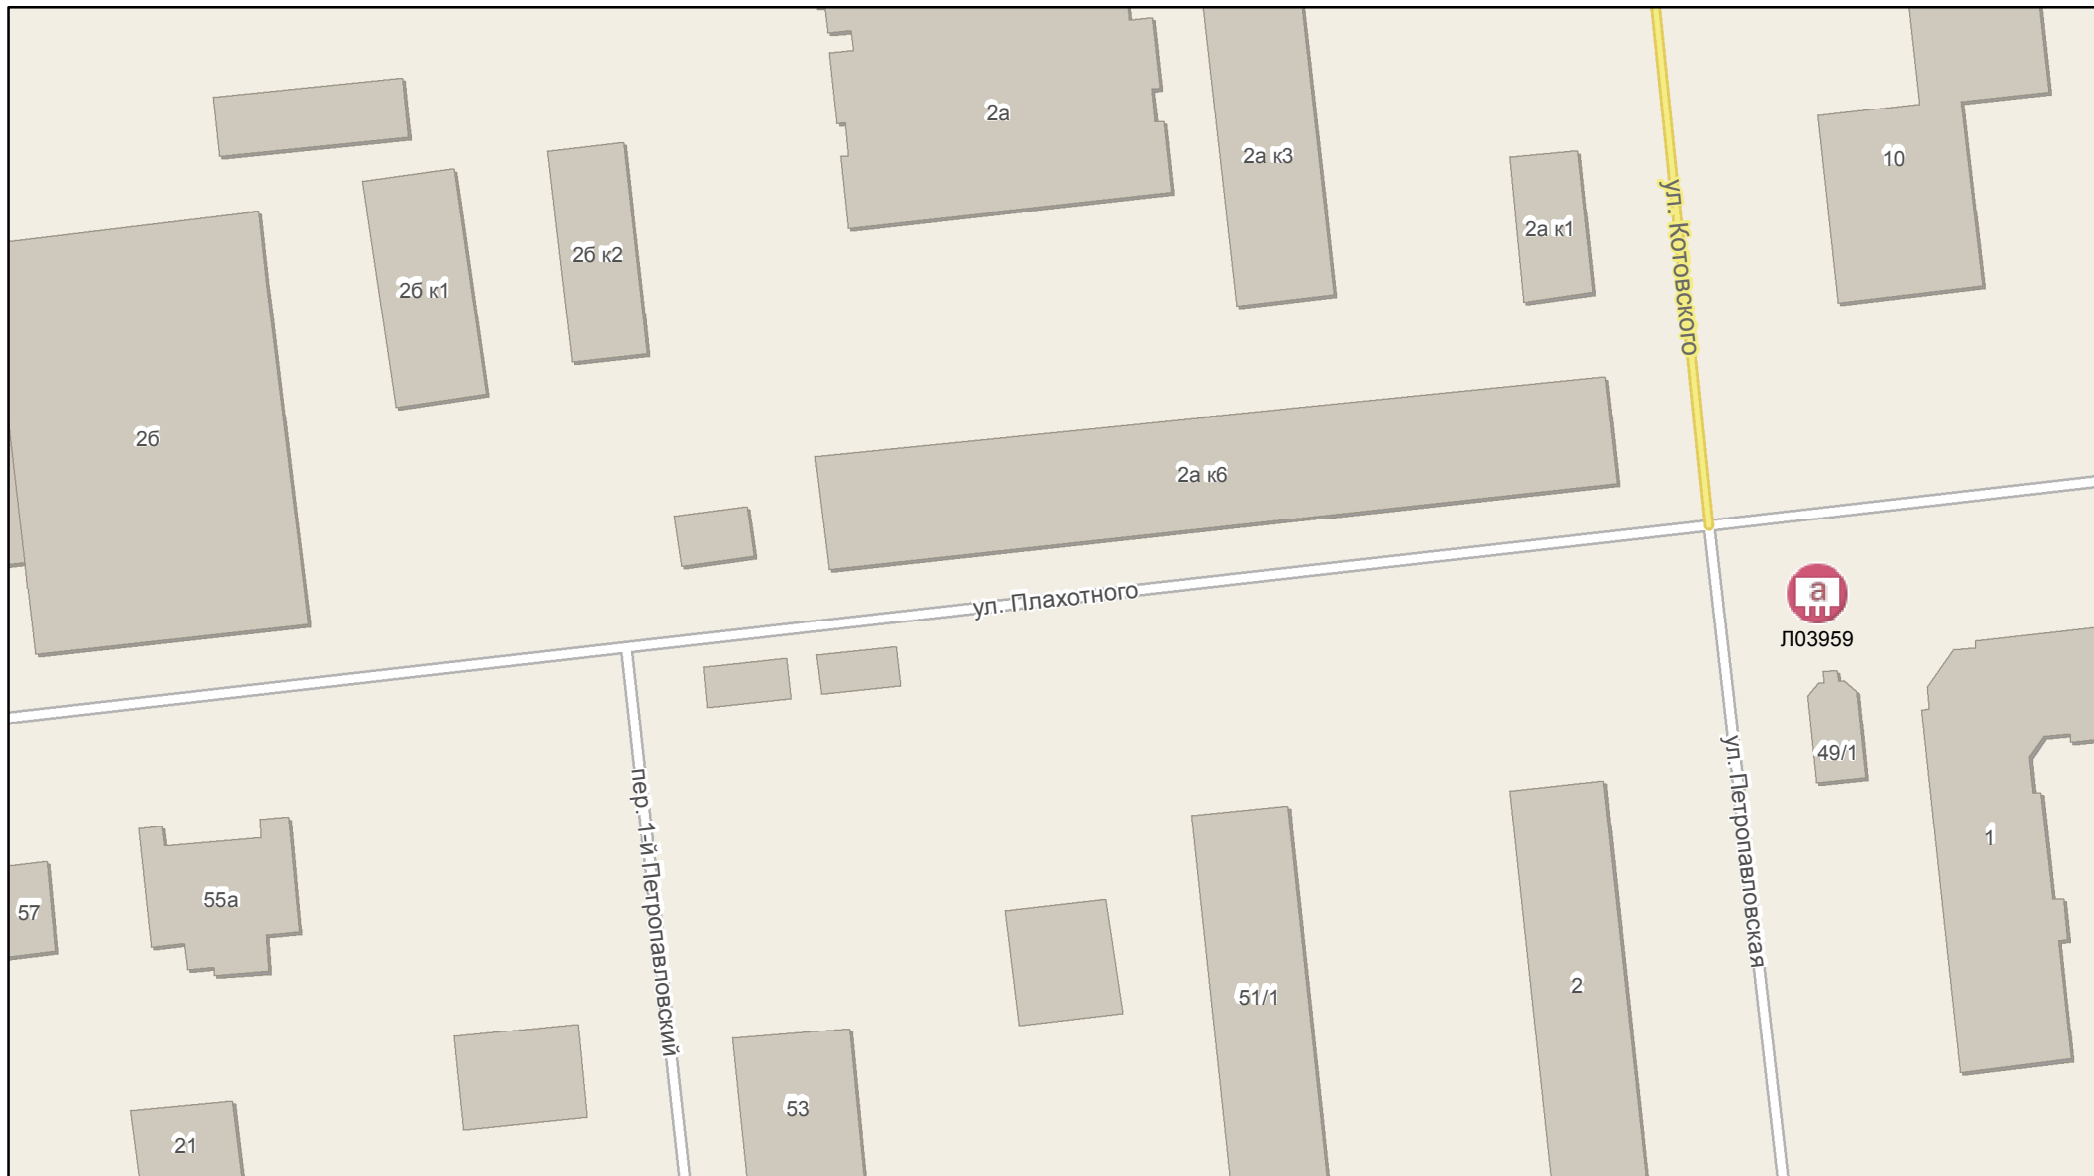 2а
2а к3
10
2а к1
ул. Котовского
2б к2
2б к1
2б
2а к6
ул. Плахотного
а
Л03959
49/1
ул. Петропавловская
1
пер. 1-й Петропавловский
55а
57
51/1
2
53
21